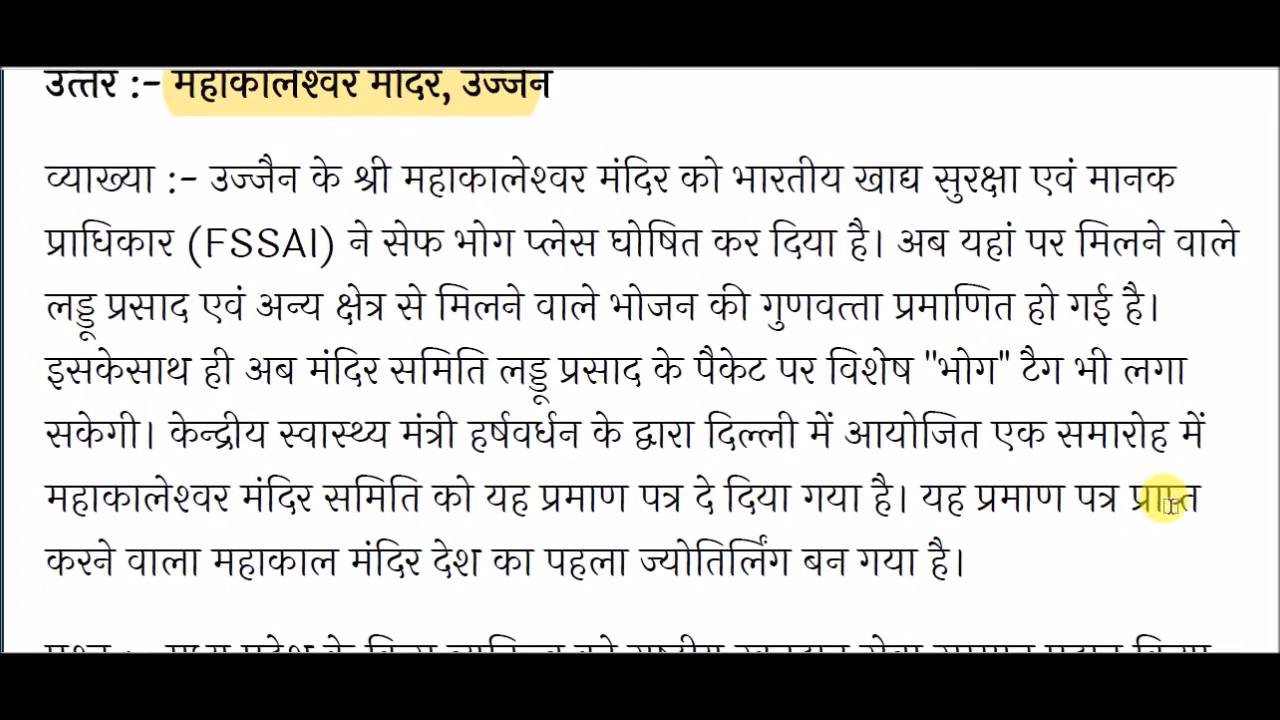 उत्तर :- महाकालेश्वर मंदिर, उज्जैन
व्याख्या :- उज्जैन के श्री महाकालेश्वर मंदिर को भारतीय खाद्य सुरक्षा एवं मानक
प्राधिकार (FSSAI) ने सेफ भोग प्लेस घोषित कर दिया है। अब यहां पर मिलने वाले
लड्डू प्रसाद एवं अन्य क्षेत्र से मिलने वाले भोजन की गुणवत्ता प्रमाणित हो गई है।
इसकेसाथ ही अब मंदिर समिति लड्डू प्रसाद के पैकेट पर विशेष "भोग" टैग भी लगा
सकेगी। केन्द्रीय स्वास्थ्य मंत्री हर्षवर्धन के द्वारा दिल्ली में आयोजित एक समारोह में
महाकालेश्वर मंदिर समिति को यह प्रमाण पत्र दे दिया गया है। यह प्रमाण पत्र प्राप्त
करने वाला महाकाल मंदिर देश का पहला ज्योतिर्लिंग बन गया है।